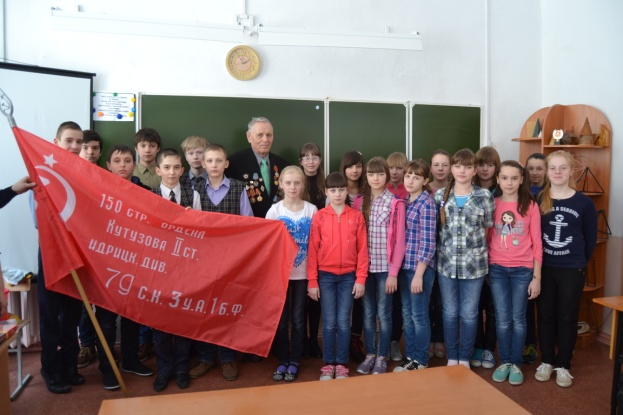 150 стр. ордена
Кутузова II ст.
идрицк. див.
79 С.К. 3 У.А. 1 Б.Ф.